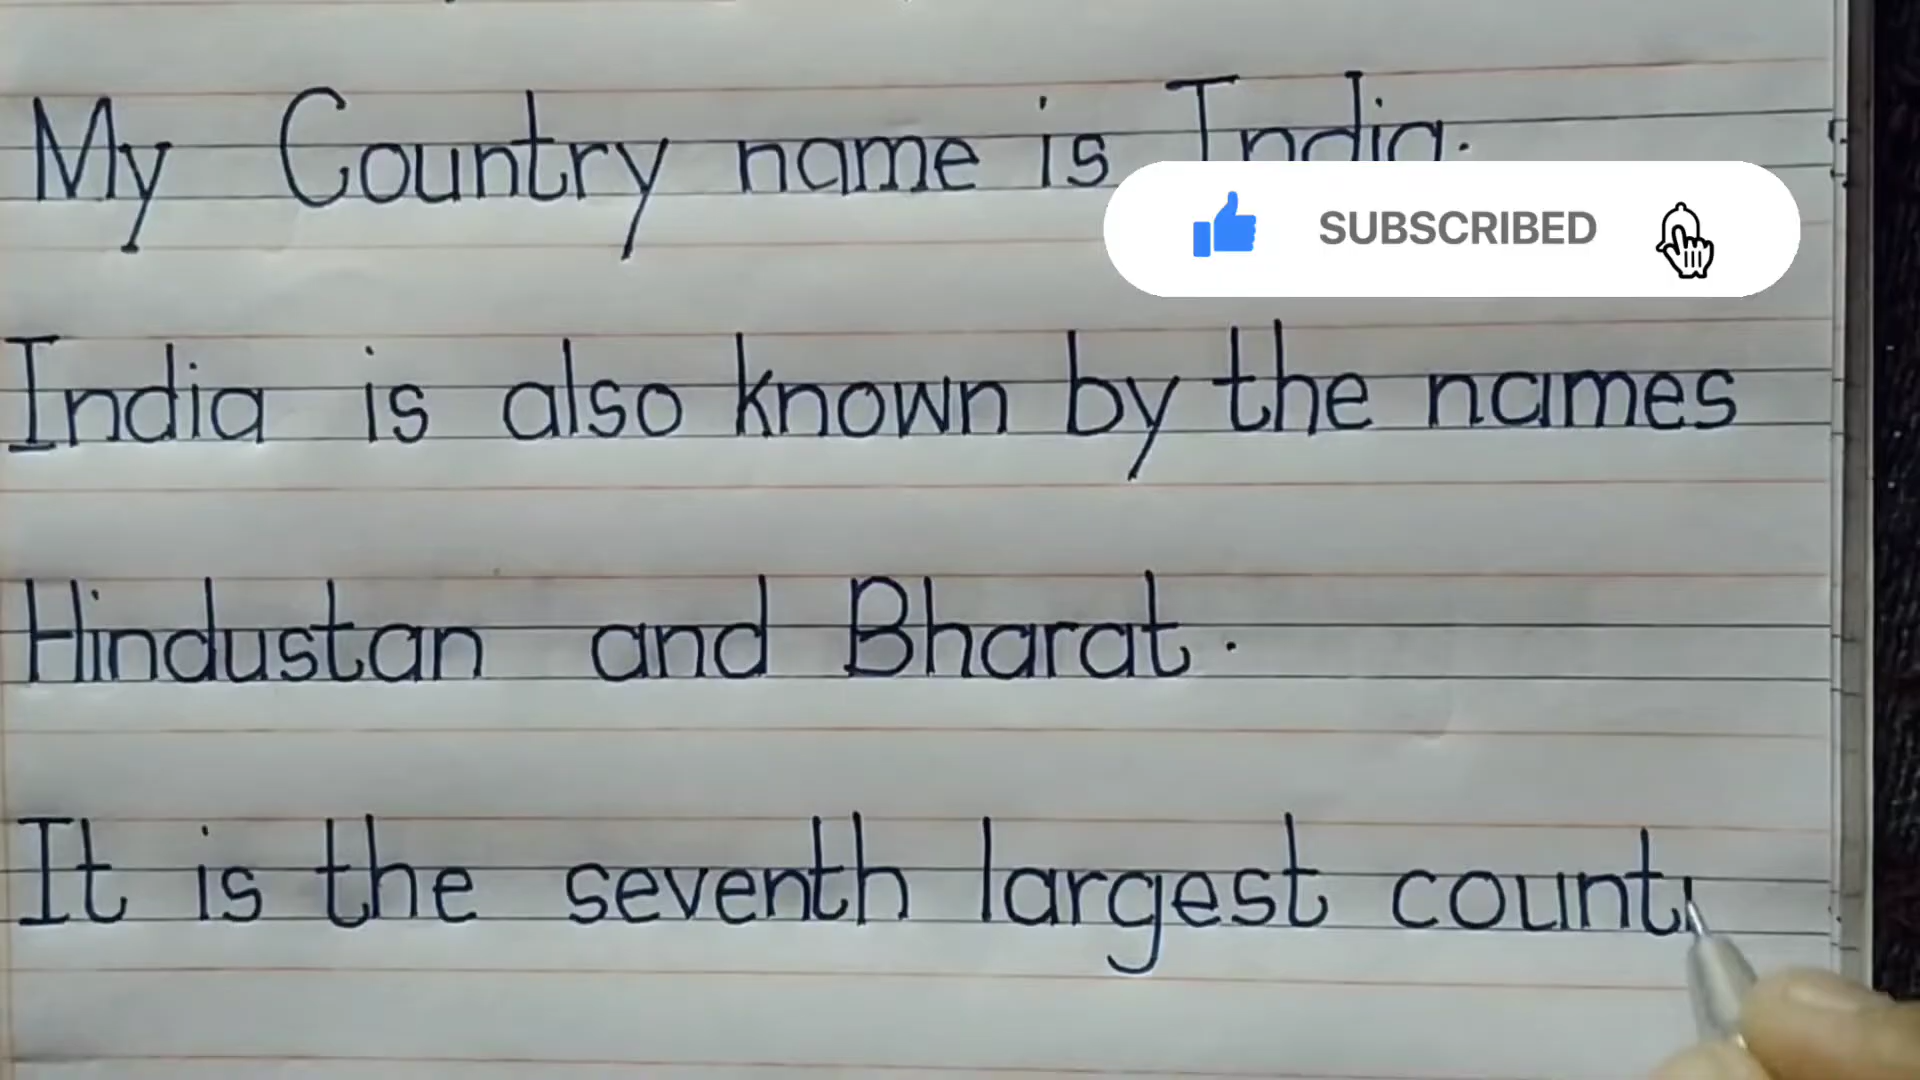 My Country name is India.
SUBSCRIBED
India is also known by the names
Hindustan and Bharat.
It is the seventh largest count